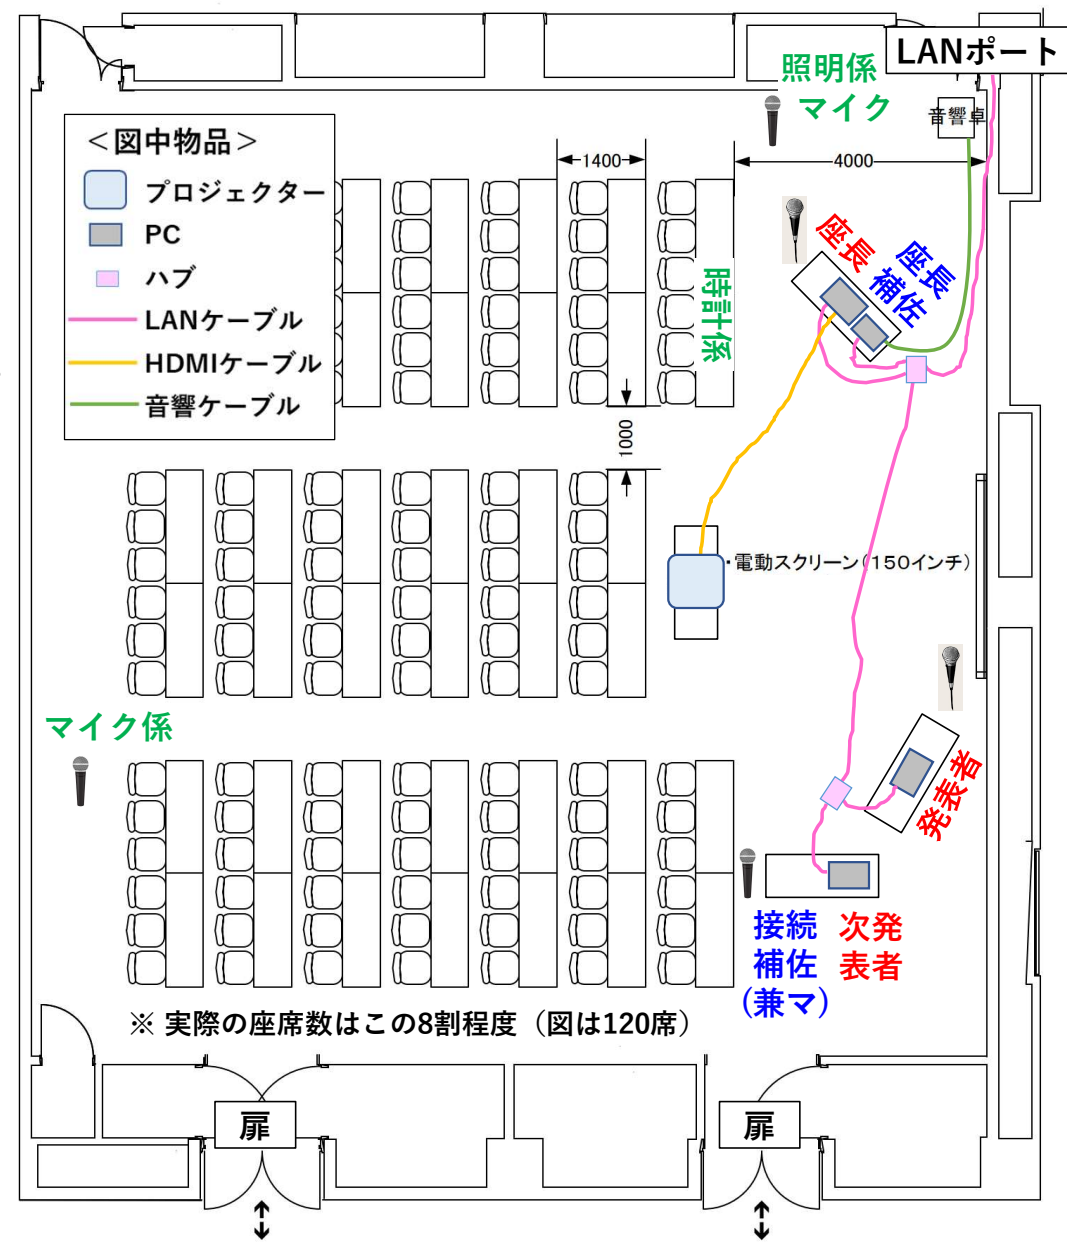 LANポート
照明係
マイク
音響卓
＜図中物品＞
プロジェクター
PC
ハブ
LANケーブル
HDMIケーブル
音響ケーブル
1400
4000
座長
座長
補佐
時計係
1000
・電動スクリーン(150インチ)
マイク係
発表者
接続
補佐
(兼マ)
次発
表者
※ 実際の座席数はこの8割程度（図は120席）
扉
扉